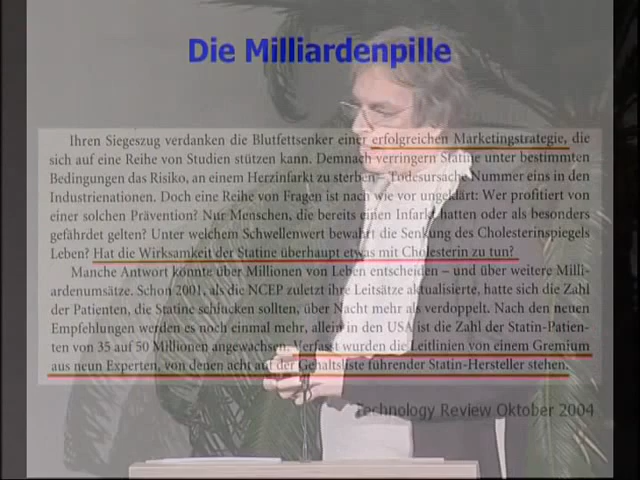 Die Milliardenpille
Ihren Siegeszug verdanken die Blutfettsenker einer erfolgreichen Marketingstrategie, die
sich auf eine Reihe von Studien stützen kann. Demnach verringern Statine unter bestimmten
Bedingungen das Risiko, an einem Herzinfarkt zu sterben – Todesursache Nummer eins in den
Industrienationen. Doch eine Reihe von Fragen ist nach wie vor ungeklärt: Wer profitiert von
einer solchen Prävention? Nur Menschen, die bereits einen Infarkt hatten oder als besonders
gefährdet gelten? Unter welchem Schwellenwert bewahrt die Senkung des Cholesterinspiegels
Leben? Hat die Wirksamkeit der Statine überhaupt etwas mit Cholesterin zu tun?
Manche Antwort könnte über Millionen von Leben entscheiden – und über weitere Milli-
ardenumsätze. Schon 2001, als die NCEP zuletzt ihre Leitsätze aktualisierte, hatte sich die Zahl
der Patienten, die Statine schlucken sollten, über Nacht mehr als verdoppelt. Nach den neuen
Empfehlungen werden es noch einmal mehr, allein in den USA ist die Zahl der Statin-Patien-
ten von 35 auf 50 Millionen angewachsen. Verfasst wurden die Leitlinien von einem Gremium
aus neun Experten, von denen acht auf der Gehaltsliste führender Statin-Hersteller stehen.
Technology Review Oktober 2004